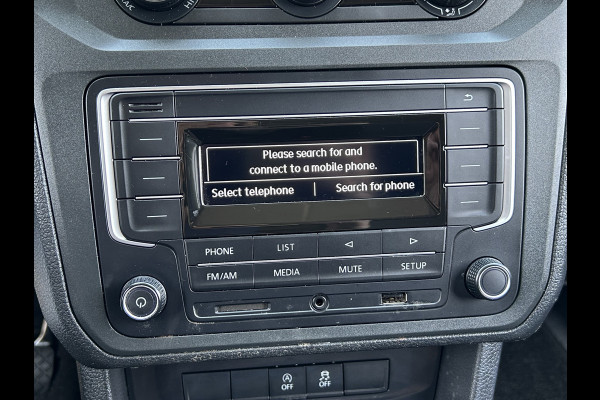 HI
Please search for and
connect to a mobile phone.
Select telephone | Search for phone
PHONE LIST
FM/AM MEDIA MUTE SETUP
OFF OFF